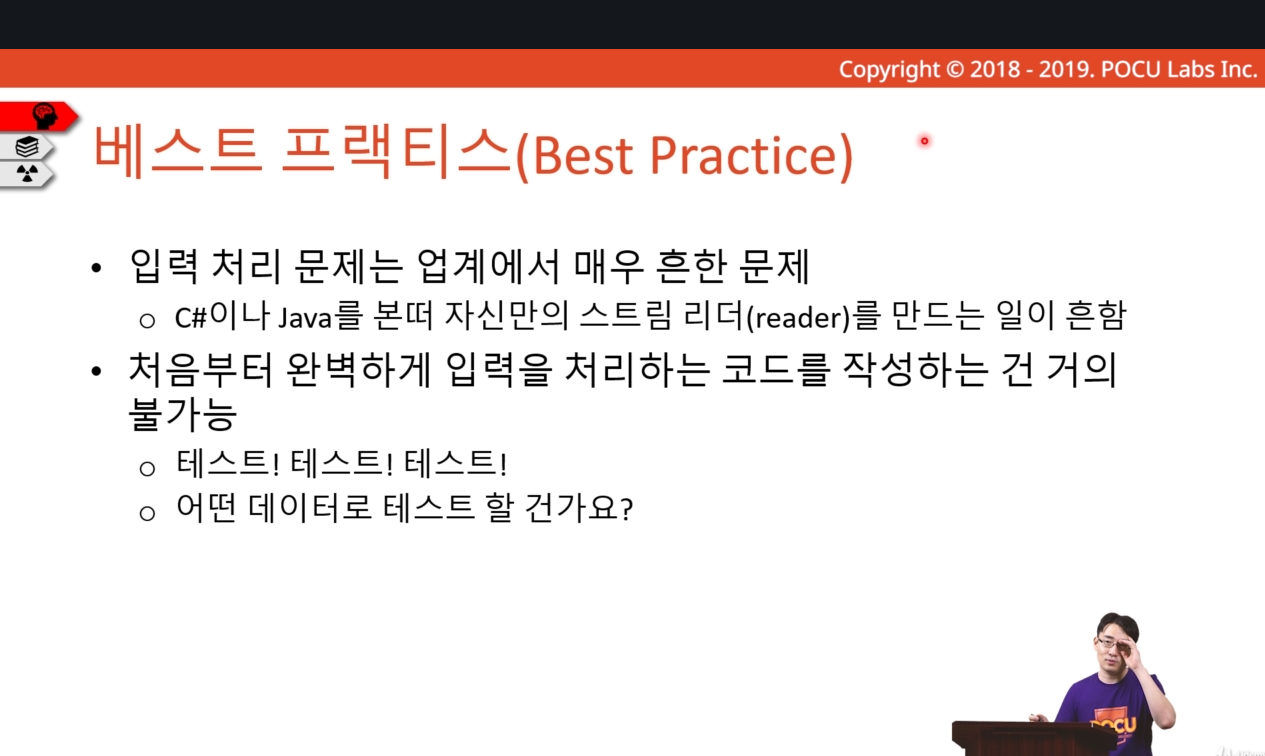 Copyright © 2018 - 2019. POCU Labs Inc.
베스트 프랙티스(Best Practice)
• 입력 처리 문제는 업계에서 매우 흔한 문제
o C#이나 Java를 본떠 자신만의 스트림 리더(reader)를 만드는 일이 흔함
• 처음부터 완벽하게 입력을 처리하는 코드를 작성하는 건 거의
불가능
o 테스트! 테스트! 테스트!
o 어떤 데이터로 테스트 할 건가요?
POCU